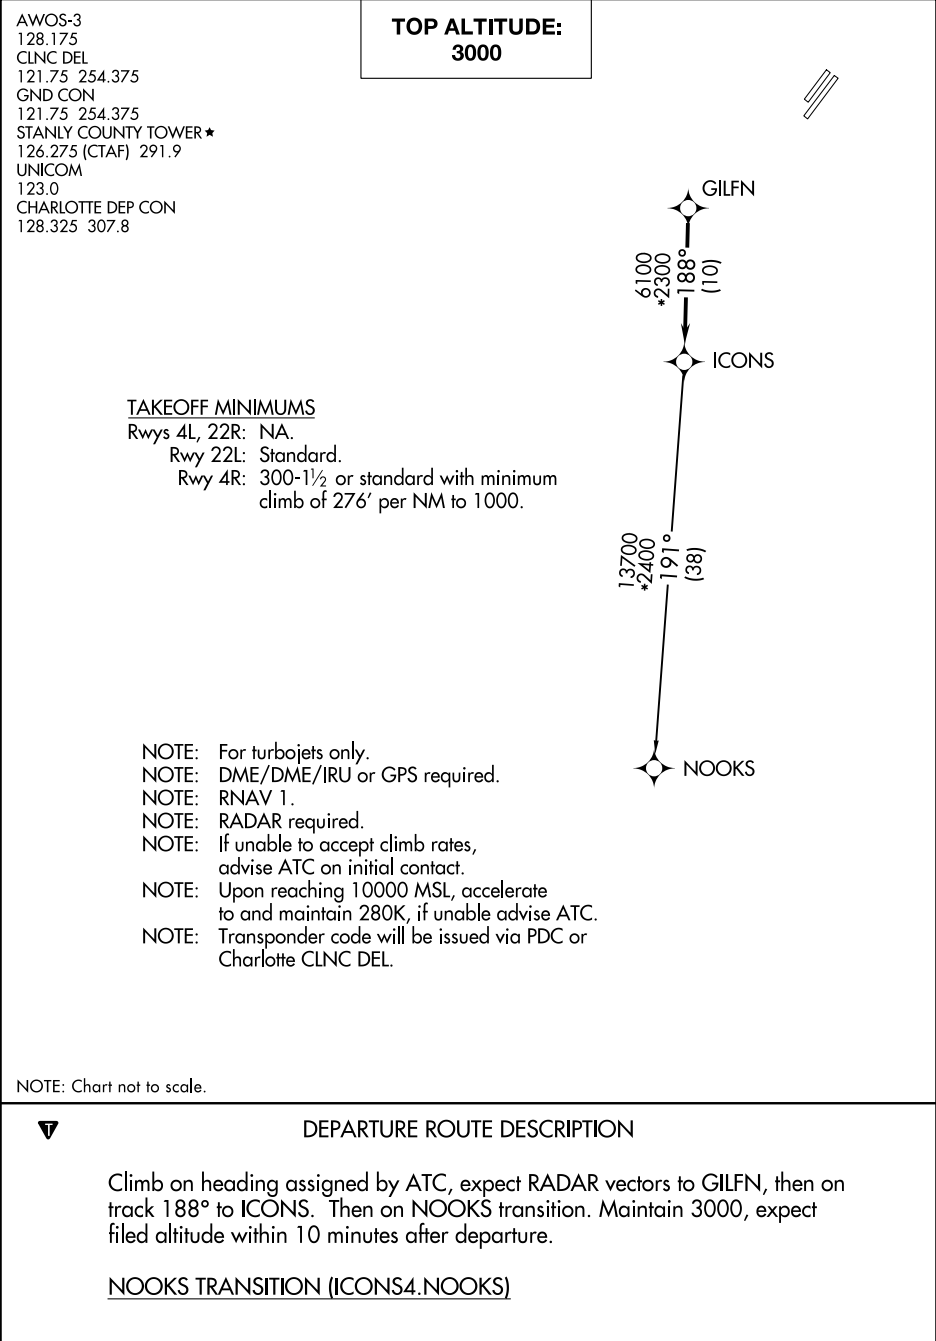 AWOS-3
128.175
CLNC DEL
121.75 254.375
GND CON
121.75 254.375
STANLY COUNTY TOWER★
126.275 (CTAF) 291.9
UNICOM
123.0
CHARLOTTE DEP CON
128.325 307.8
TOP ALTITUDE:
3000
GILFN
6100
*2300
188°
(10)
ICONS
TAKEOFF MINIMUMS
Rwys 4L, 22R: NA.
Rwy 22L: Standard.
Rwy 4R: 300-1½ or standard with minimum
climb of 276' per NM to 1000.
13700
*2400
191°
(38)
NOOKS
NOTE: For turbojets only.
NOTE: DME/DME/IRU or GPS required.
NOTE: RNAV 1.
NOTE: RADAR required.
NOTE: If unable to accept climb rates,
advise ATC on initial contact.
NOTE: Upon reaching 10000 MSL, accelerate
to and maintain 280K, if unable advise ATC.
NOTE: Transponder code will be issued via PDC or
Charlotte CLNC DEL.
NOTE: Chart not to scale.
T
DEPARTURE ROUTE DESCRIPTION
Climb on heading assigned by ATC, expect RADAR vectors to GILFN, then on
track 188° to ICONS. Then on NOOKS transition. Maintain 3000, expect
filed altitude within 10 minutes after departure.
NOOKS TRANSITION (ICONS4.NOOKS)